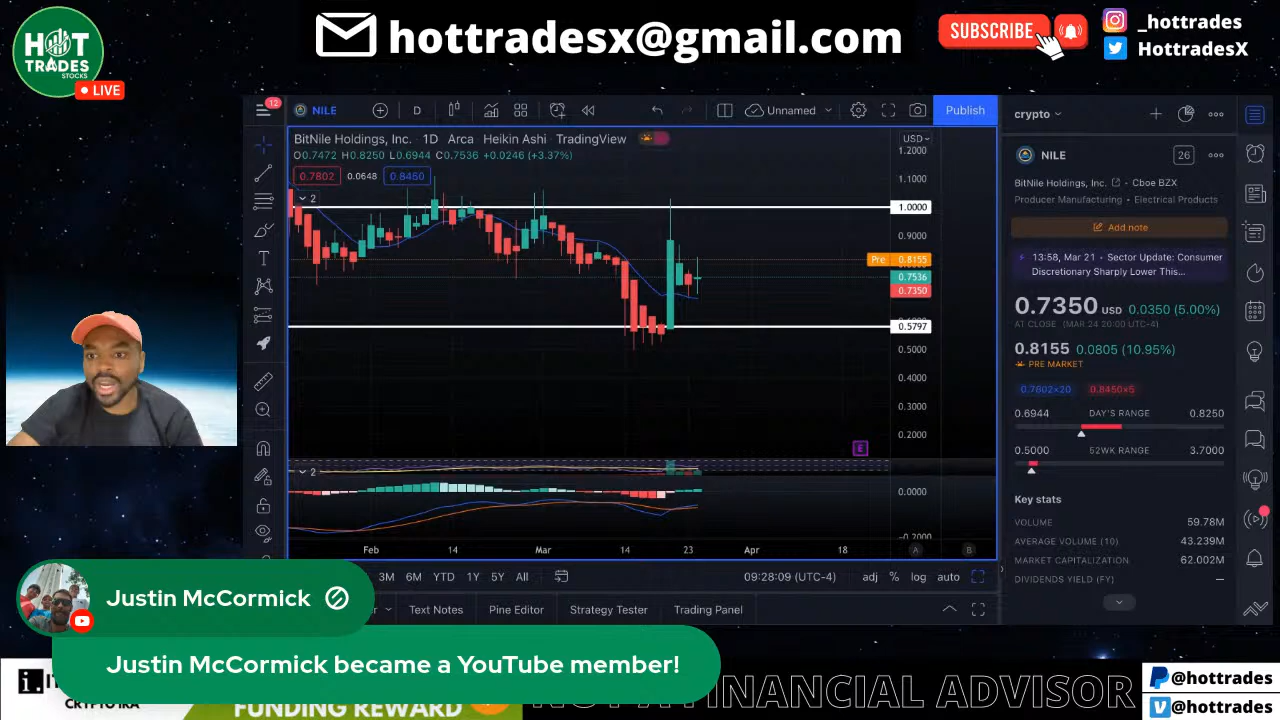 HOT
TRADES
STOCKS
LIVE
hottradesx@gmail.com
SUBSCRIBE
_hottrades
HottradesX
12
NILE
D
Unnamed
Publish
BitNile Holdings, Inc. · 1D · Arca · Heikin Ashi · TradingView
O0.7472 H0.8250 L0.6944 C0.7536 +0.0246 (+3.37%)
0.7802 0.0648 0.8450
2
USD
1.2000
1.1000
1.0000
0.9000
Pre 0.8155
0.7536
0.7350
0.5797
0.5000
0.4000
0.3000
0.2000
E
2
0.0000
-0.2000
Feb 14 Mar 14 23 Apr 18 A B
3M 6M YTD 1Y 5Y All
09:28:09 (UTC-4) adj % log auto
Text Notes Pine Editor Strategy Tester Trading Panel
crypto
NILE
26
BitNile Holdings, Inc. · Cboe BZX
Producer Manufacturing · Electrical Products
Add note
13:58, Mar 21 · Sector Update: Consumer
Discretionary Sharply Lower This...
0.7350 USD 0.0350 (5.00%)
AT CLOSE (MAR 24 20:00 UTC-4)
0.8155 0.0805 (10.95%)
PRE MARKET
0.7802×20 0.8450×5
0.6944 DAY'S RANGE 0.8250
0.5000 52WK RANGE 3.7000
Key stats
VOLUME 59.78M
AVERAGE VOLUME (10) 43.239M
MARKET CAPITALIZATION 62.002M
DIVIDENDS YIELD (FY) —
Justin McCormick
Justin McCormick became a YouTube member!
CRYPTO IRA
FUNDING REWARD
FINANCIAL ADVISOR
@hottrades
@hottrades